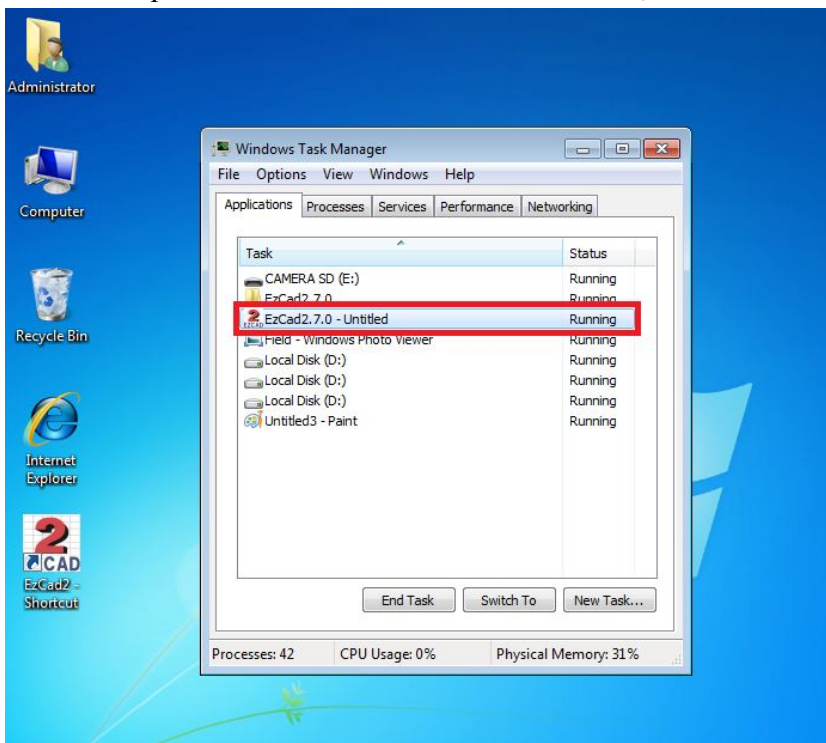 Administrator
Computer
Recycle Bin
Internet
Explorer
2
CAD
EzCad2 -
Shortcut
Windows Task Manager
File Options View Windows Help
Applications Processes Services Performance Networking
Task Status
CAMERA SD (E:) Running
EzCad2.7.0 Running
EzCad2.7.0 - Untitled Running
Field - Windows Photo Viewer Running
Local Disk (D:) Running
Local Disk (D:) Running
Local Disk (D:) Running
Untitled3 - Paint Running
End Task Switch To New Task...
Processes: 42 CPU Usage: 0% Physical Memory: 31%